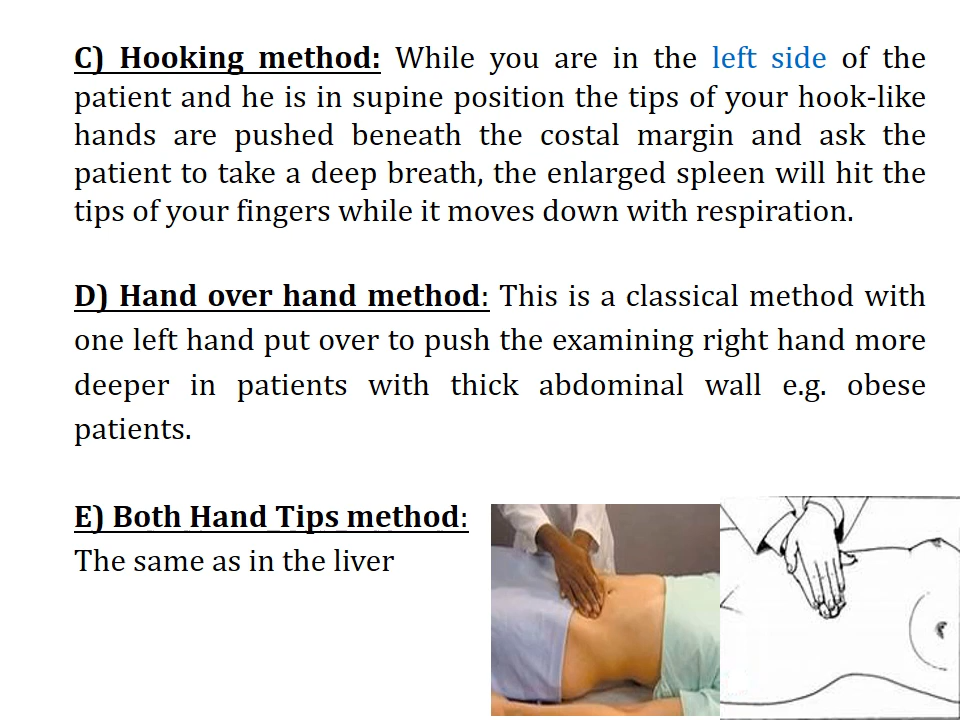 C) Hooking method: While you are in the left side of the
patient and he is in supine position the tips of your hook-like
hands are pushed beneath the costal margin and ask the
patient to take a deep breath, the enlarged spleen will hit the
tips of your fingers while it moves down with respiration.
D) Hand over hand method: This is a classical method with
one left hand put over to push the examining right hand more
deeper in patients with thick abdominal wall e.g. obese
patients.
E) Both Hand Tips method:
The same as in the liver